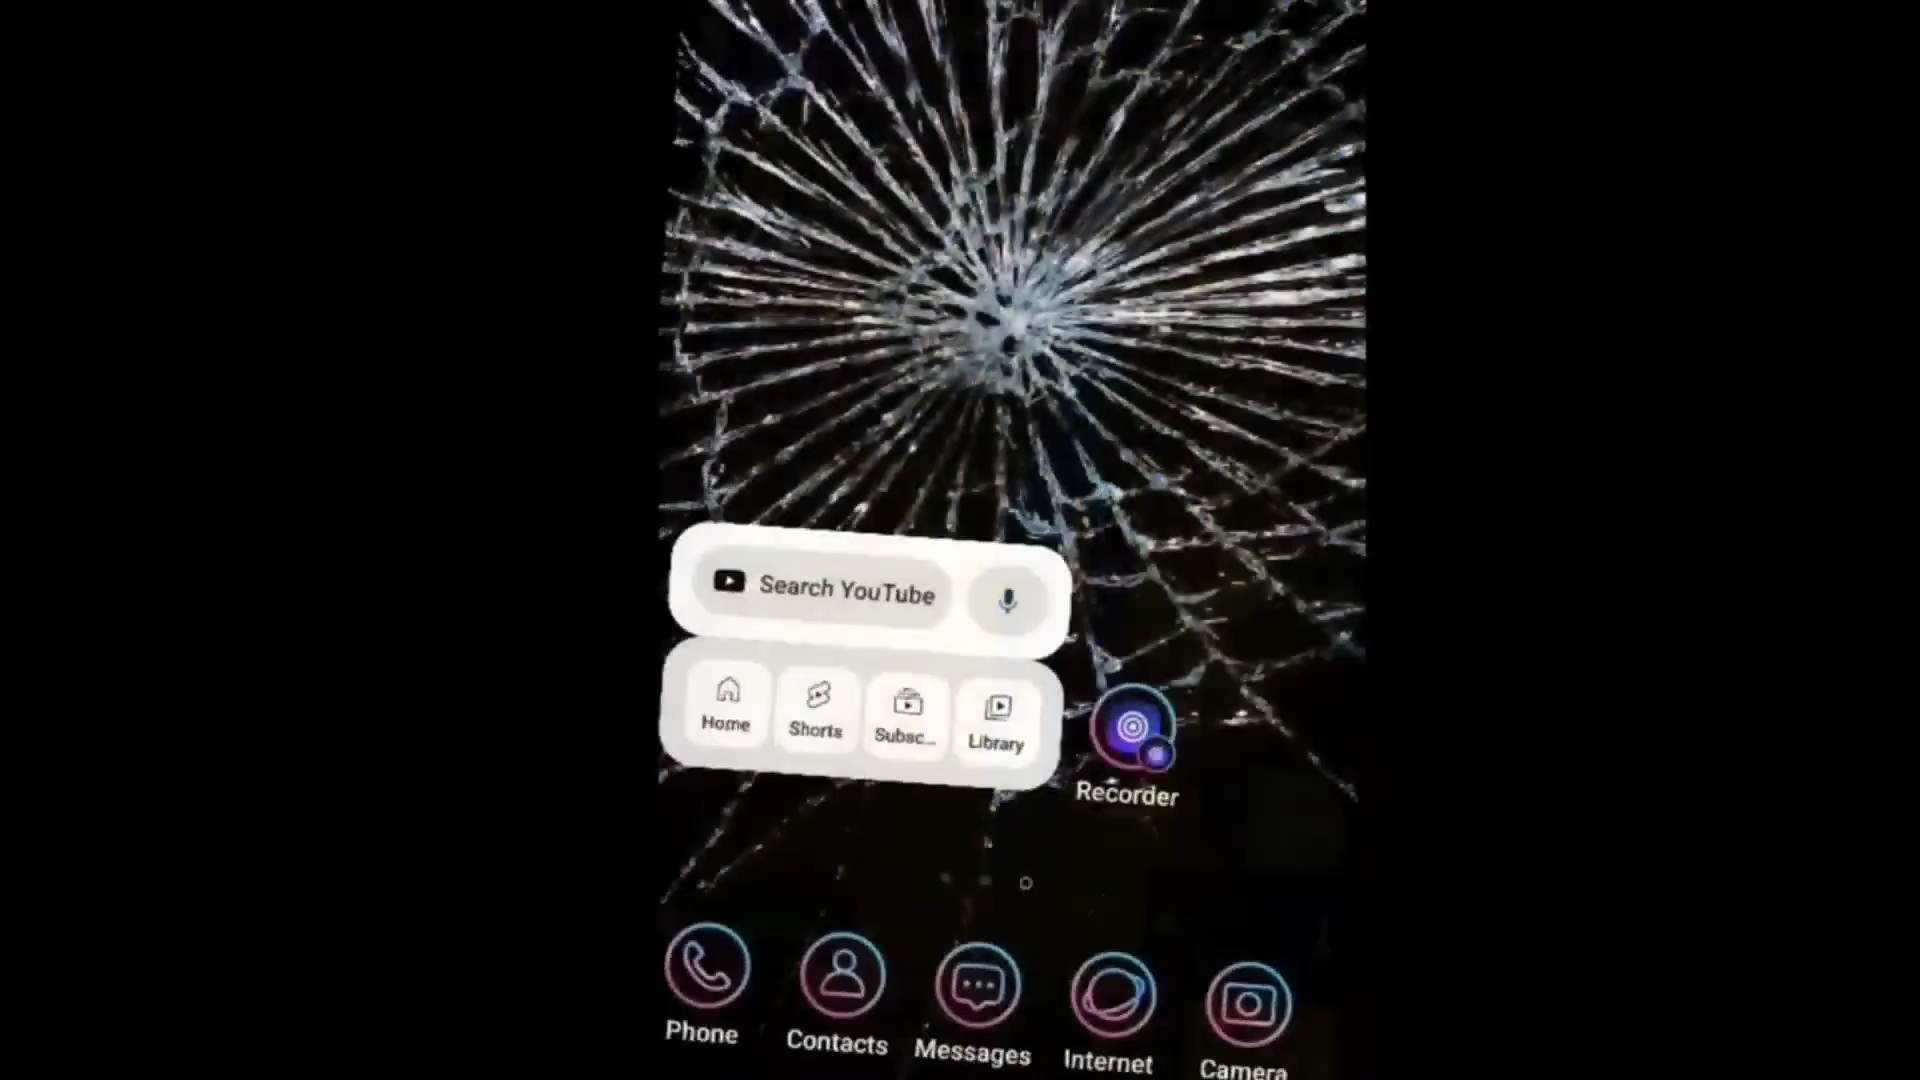 Search YouTube
Home Shorts Subsc... Library
Recorder
Phone Contacts Messages Internet Camera